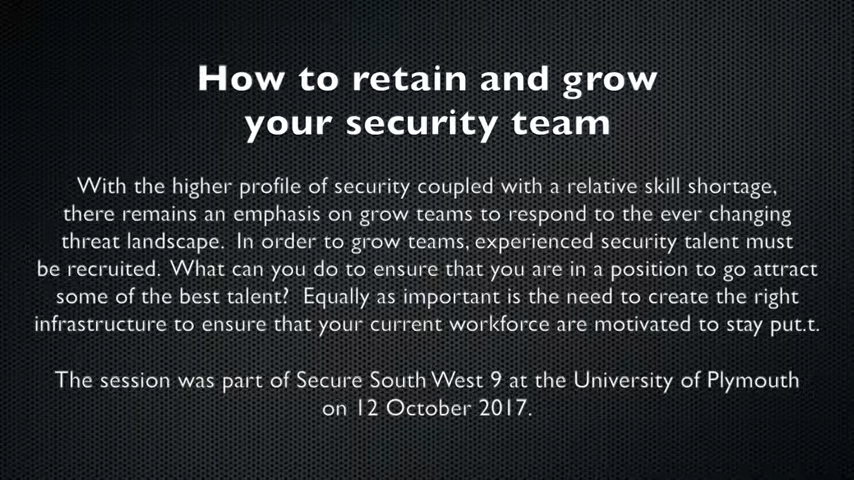 How to retain and grow
your security team
With the higher profile of security coupled with a relative skill shortage,
there remains an emphasis on grow teams to respond to the ever changing
threat landscape. In order to grow teams, experienced security talent must
be recruited. What can you do to ensure that you are in a position to go attract
some of the best talent? Equally as important is the need to create the right
infrastructure to ensure that your current workforce are motivated to stay put.t.
The session was part of Secure South West 9 at the University of Plymouth
on 12 October 2017.